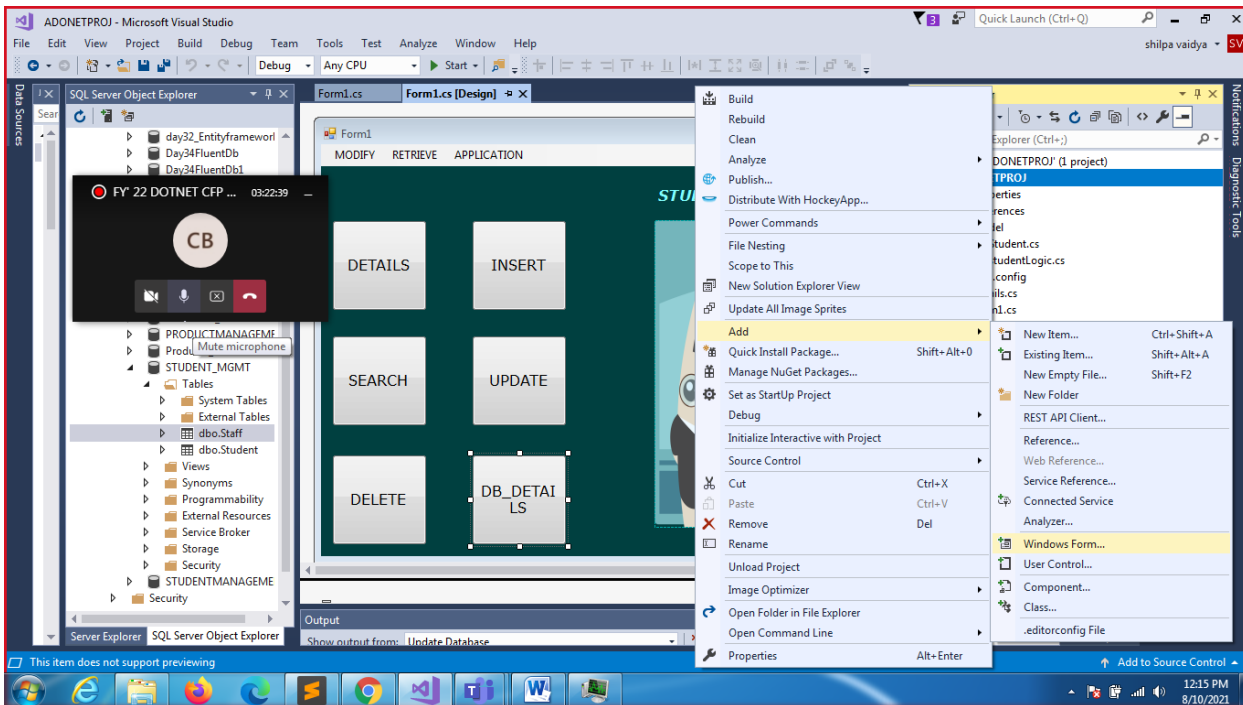 ADONETPROJ - Microsoft Visual Studio
3
Quick Launch (Ctrl+Q)
File Edit View Project Build Debug Team Tools Test Analyze Window Help
shilpa vaidya
SV
Debug
Any CPU
Start
Data Sources
SQL Server Object Explorer
Sear
day32_Entityframeworl
Day34FluentDb
Day34FluentDb1
FY' 22 DOTNET CFP ... 03:22:39
CB
Mute microphone
PRODUCTMANAGEME
Produ
STUDENT_MGMT
Tables
System Tables
External Tables
dbo.Staff
dbo.Student
Views
Synonyms
Programmability
External Resources
Service Broker
Storage
Security
STUDENTMANAGEME
Security
Server Explorer
SQL Server Object Explorer
Form1.cs
Form1.cs [Design]
Form1
MODIFY RETRIEVE APPLICATION
STU
DETAILS
INSERT
SEARCH
UPDATE
DELETE
DB_DETAI
LS
Output
Show output from: Update Database
Build
Rebuild
Clean
Analyze
Publish...
Distribute With HockeyApp...
Power Commands
File Nesting
Scope to This
New Solution Explorer View
Update All Image Sprites
Add
Quick Install Package... Shift+Alt+0
Manage NuGet Packages...
Set as StartUp Project
Debug
Initialize Interactive with Project
Source Control
Cut Ctrl+X
Paste Ctrl+V
Remove Del
Rename
Unload Project
Image Optimizer
Open Folder in File Explorer
Open Command Line
Properties Alt+Enter
Explorer (Ctrl+;)
DONETPROJ' (1 project)
TPROJ
perties
rences
del
tudent.cs
tudentLogic.cs
.config
ils.cs
m1.cs
New Item... Ctrl+Shift+A
Existing Item... Shift+Alt+A
New Empty File... Shift+F2
New Folder
REST API Client...
Reference...
Web Reference...
Service Reference...
Connected Service
Analyzer...
Windows Form...
User Control...
Component...
Class...
.editorconfig File
Notifications
Diagnostic Tools
This item does not support previewing
Add to Source Control
12:15 PM
8/10/2021